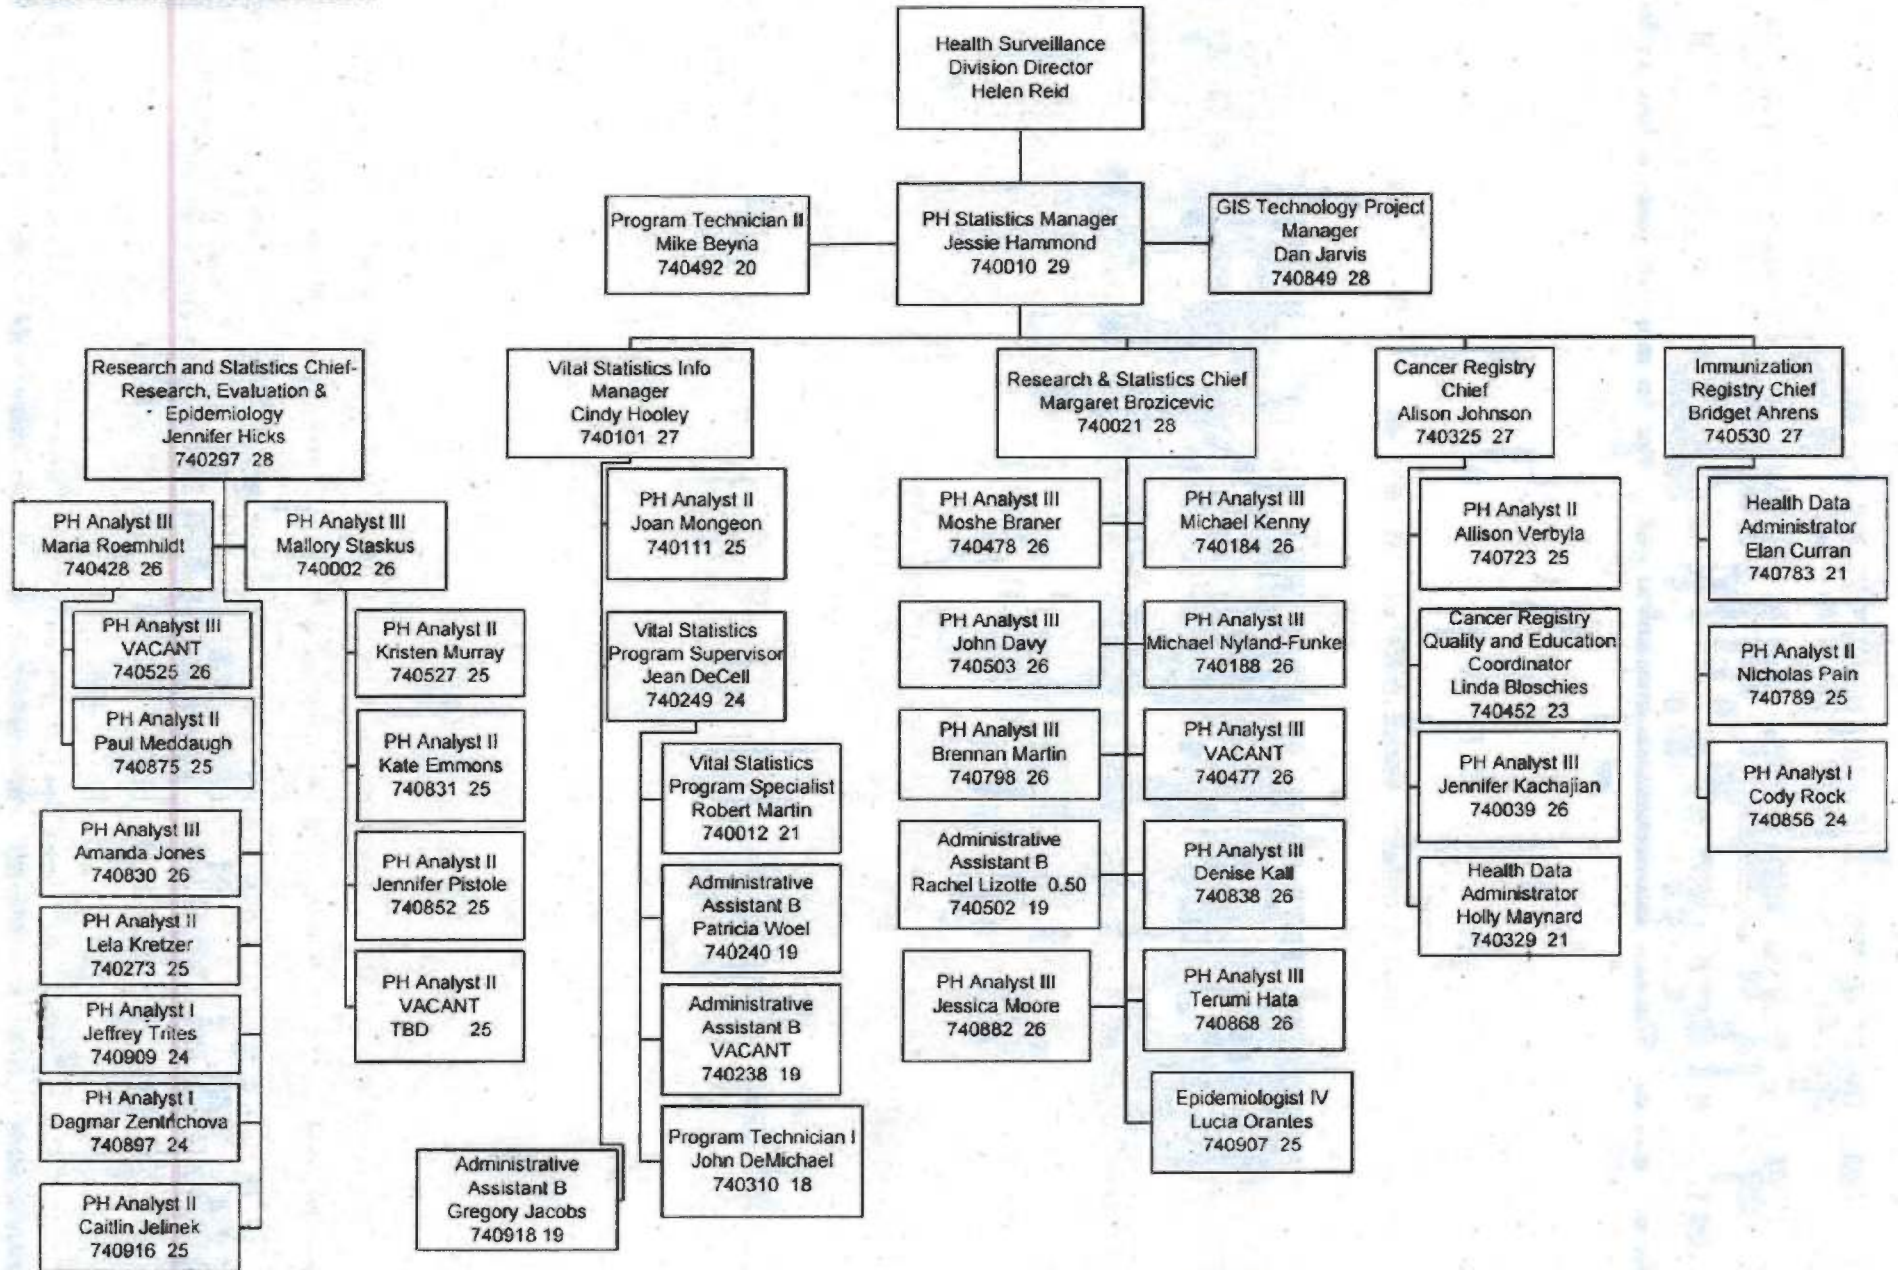 Health Surveillance
Division Director
Helen Reid
Program Technician II
Mike Beyna
740492 20
PH Statistics Manager
Jessie Hammond
740010 29
GIS Technology Project
Manager
Dan Jarvis
740849 28
Research and Statistics Chief-
Research, Evaluation &
Epidemiology
Jennifer Hicks
740297 28
Vital Statistics Info
Manager
Cindy Hooley
740101 27
Research & Statistics Chief
Margaret Brozicevic
740021 28
Cancer Registry
Chief
Alison Johnson
740325 27
Immunization
Registry Chief
Bridget Ahrens
740530 27
PH Analyst III
Maria Roemhildt
740428 26
PH Analyst III
Mallory Staskus
740002 26
PH Analyst III
VACANT
740525 26
PH Analyst II
Paul Meddaugh
740875 25
PH Analyst III
Amanda Jones
740830 26
PH Analyst II
Lela Kretzer
740273 25
PH Analyst I
Jeffrey Trites
740909 24
PH Analyst I
Dagmar Zentrichova
740897 24
PH Analyst II
Caitlin Jelinek
740916 25
PH Analyst II
Kristen Murray
740527 25
PH Analyst II
Kate Emmons
740831 25
PH Analyst II
Jennifer Pistole
740852 25
PH Analyst II
VACANT
TBD 25
PH Analyst II
Joan Mongeon
740111 25
Vital Statistics
Program Supervisor
Jean DeCell
740249 24
Vital Statistics
Program Specialist
Robert Martin
740012 21
Administrative
Assistant B
Patricia Woel
740240 19
Administrative
Assistant B
VACANT
740238 19
Program Technician I
John DeMichael
740310 18
Administrative
Assistant B
Gregory Jacobs
740918 19
PH Analyst III
Moshe Braner
740478 26
PH Analyst III
Michael Kenny
740184 26
PH Analyst III
John Davy
740503 26
PH Analyst III
Michael Nyland-Funke
740188 26
PH Analyst III
Brennan Martin
740798 26
PH Analyst III
VACANT
740477 26
Administrative
Assistant B
Rachel Lizotte 0.50
740502 19
PH Analyst III
Denise Kall
740838 26
PH Analyst III
Jessica Moore
740882 26
PH Analyst III
Terumi Hata
740868 26
Epidemiologist IV
Lucia Orantes
740907 25
PH Analyst II
Allison Verbyla
740723 25
Cancer Registry
Quality and Education
Coordinator
Linda Bloschies
740452 23
PH Analyst III
Jennifer Kachajian
740039 26
Health Data
Administrator
Holly Maynard
740329 21
Health Data
Administrator
Elan Curran
740783 21
PH Analyst II
Nicholas Pain
740789 25
PH Analyst I
Cody Rock
740856 24